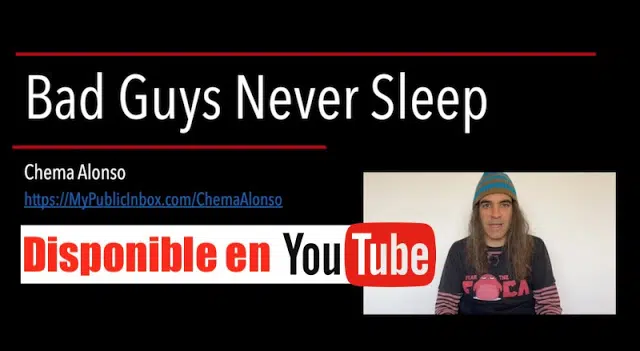 Bad Guys Never Sleep
Chema Alonso
https://MyPublicInbox.com/ChemaAlonso
Disponible en YouTube